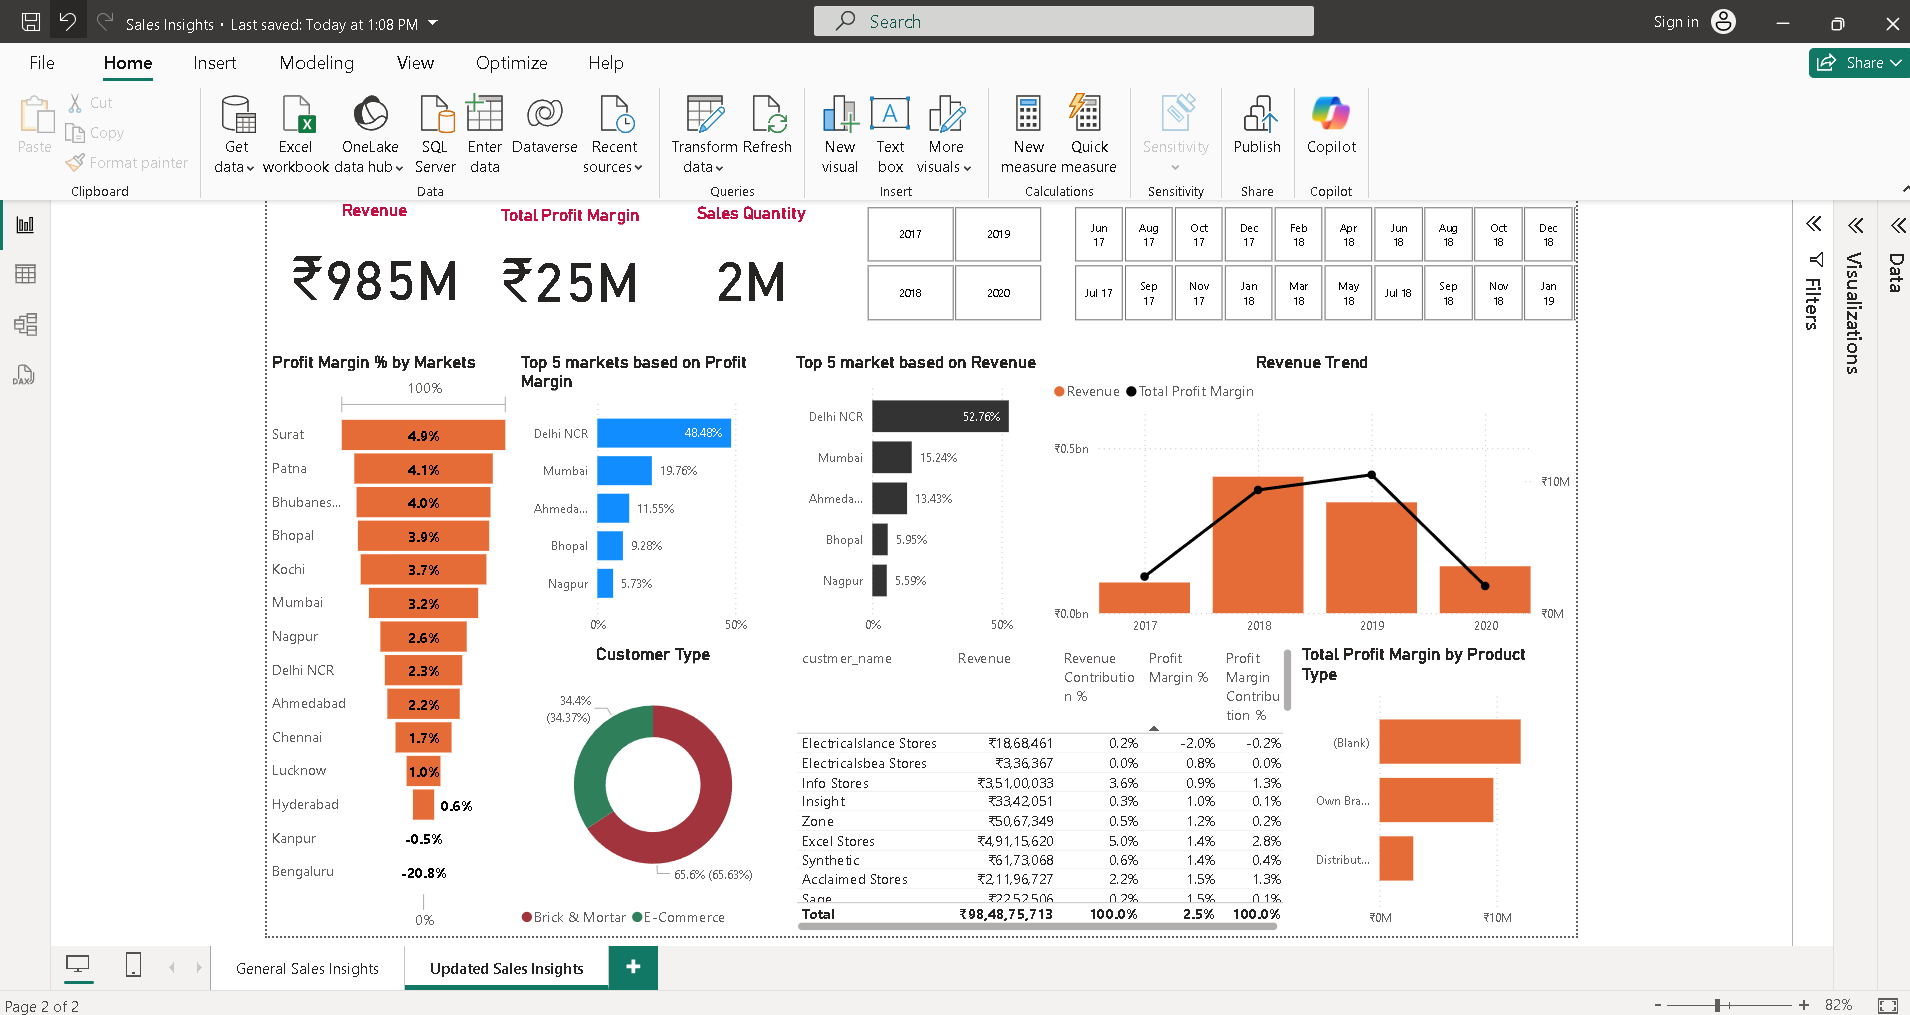 Sales Insights • Last saved: Today at 1:08 PM
Search
Sign in
File
Home
Insert
Modeling
View
Optimize
Help
Share
Paste
Cut
Copy
Format painter
Clipboard
Get
data
Excel
workbook
OneLake
data hub
SQL
Server
Enter
data
Dataverse
Recent
sources
Data
Transform
data
Refresh
Queries
New
visual
Text
box
More
visuals
Insert
New
measure
Quick
measure
Calculations
Sensitivity
Sensitivity
Publish
Share
Copilot
Copilot
Revenue
₹985M
Total Profit Margin
₹25M
Sales Quantity
2M
2017
2019
2018
2020
Jun
17
Aug
17
Oct
17
Dec
17
Feb
18
Apr
18
Jun
18
Aug
18
Oct
18
Dec
18
Jul 17
Sep
17
Nov
17
Jan
18
Mar
18
May
18
Jul 18
Sep
18
Nov
18
Jan
19
Filters
Visualizations
Data
Profit Margin % by Markets
100%
Surat 4.9%
Patna 4.1%
Bhubanes... 4.0%
Bhopal 3.9%
Kochi 3.7%
Mumbai 3.2%
Nagpur 2.6%
Delhi NCR 2.3%
Ahmedabad 2.2%
Chennai 1.7%
Lucknow 1.0%
Hyderabad 0.6%
Kanpur -0.5%
Bengaluru -20.8%
0%
Top 5 markets based on Profit
Margin
Delhi NCR 48.48%
Mumbai 19.76%
Ahmeda... 11.55%
Bhopal 9.28%
Nagpur 5.73%
0% 50%
Top 5 market based on Revenue
Delhi NCR 52.76%
Mumbai 15.24%
Ahmeda... 13.43%
Bhopal 5.95%
Nagpur 5.59%
0% 50%
Revenue Trend
Revenue Total Profit Margin
₹0.5bn
₹10M
₹0.0bn
₹0M
2017 2018 2019 2020
Customer Type
34.4%
(34.37%)
65.6% (65.63%)
Brick & Mortar E-Commerce
custmer_name
Revenue
Revenue
Contributio
n %
Profit
Margin %
Profit
Margin
Contribu
tion %
Electricalslance Stores ₹18,68,461 0.2% -2.0% -0.2%
Electricalsbea Stores ₹3,36,367 0.0% 0.8% 0.0%
Info Stores ₹3,51,00,033 3.6% 0.9% 1.3%
Insight ₹33,42,051 0.3% 1.0% 0.1%
Zone ₹50,67,349 0.5% 1.2% 0.2%
Excel Stores ₹4,91,15,620 5.0% 1.4% 2.8%
Synthetic ₹61,73,068 0.6% 1.4% 0.4%
Acclaimed Stores ₹2,11,96,727 2.2% 1.5% 1.3%
Sage ₹22,52,506 0.2% 1.5% 0.1%
Total ₹98,48,75,713 100.0% 2.5% 100.0%
Total Profit Margin by Product
Type
(Blank)
Own Bra...
Distribut...
₹0M ₹10M
General Sales Insights
Updated Sales Insights
Page 2 of 2
82%